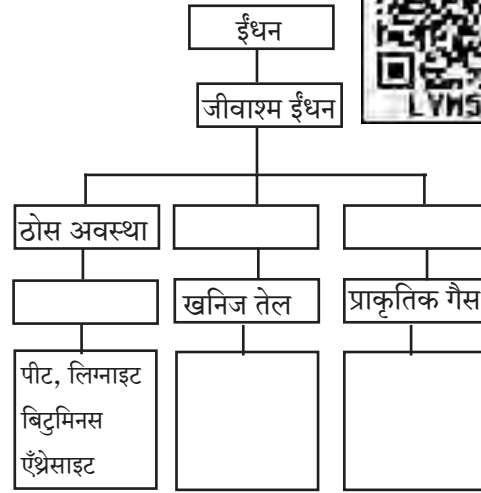 ईंधन
जीवाश्म ईंधन
LVMS
ठोस अवस्था
खनिज तेल
प्राकृतिक गैस
पीट, लिग्नाइट
बिटुमिनस
एँथ्रेसाइट